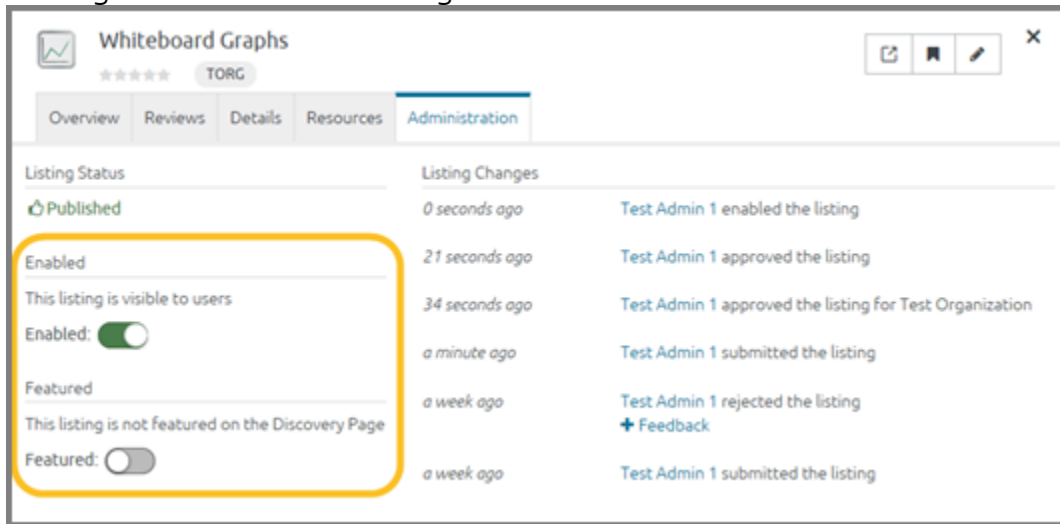 Whiteboard Graphs
TORG
Overview Reviews Details Resources Administration
Listing Status
Published
Enabled
This listing is visible to users
Enabled:
Featured
This listing is not featured on the Discovery Page
Featured:
Listing Changes
0 seconds ago Test Admin 1 enabled the listing
21 seconds ago Test Admin 1 approved the listing
34 seconds ago Test Admin 1 approved the listing for Test Organization
a minute ago Test Admin 1 submitted the listing
a week ago Test Admin 1 rejected the listing
+ Feedback
a week ago Test Admin 1 submitted the listing